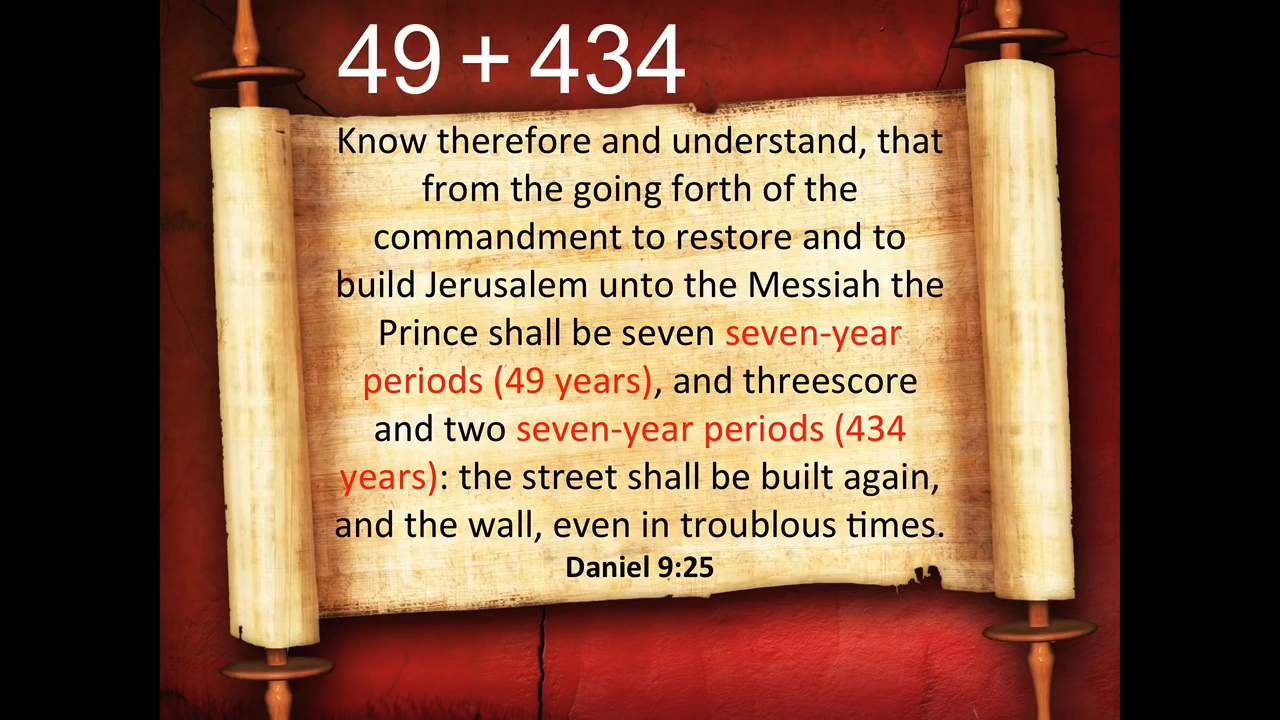 49 + 434
Know therefore and understand, that
from the going forth of the
commandment to restore and to
build Jerusalem unto the Messiah the
Prince shall be seven seven-year
periods (49 years), and threescore
and two seven-year periods (434
years): the street shall be built again,
and the wall, even in troublous times.
Daniel 9:25